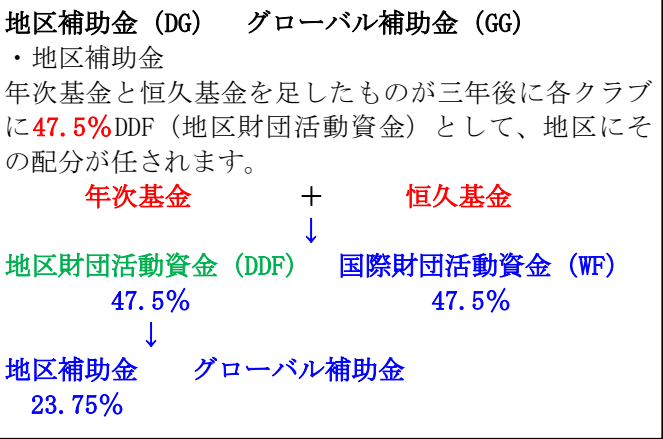 地区補助金（DG）　グローバル補助金（GG）
・地区補助金
年次基金と恒久基金を足したものが三年後に各クラブ
に47.5％DDF（地区財団活動資金）として、地区にそ
の配分が任されます。
年次基金　＋　恒久基金
↓
地区財団活動資金（DDF）　国際財団活動資金（WF）
47.5％　47.5％
↓
地区補助金　グローバル補助金
23.75％